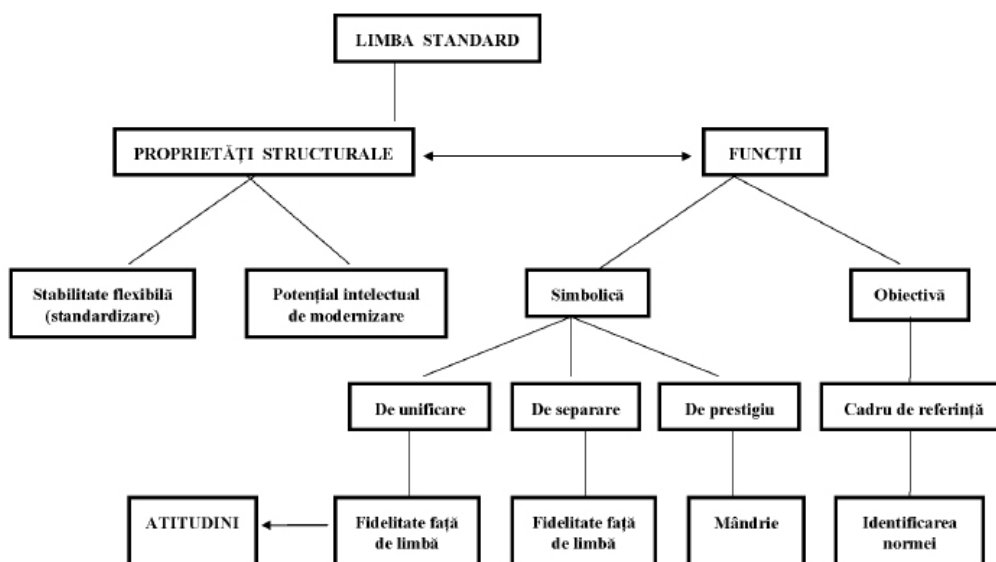 LIMBA STANDARD
PROPRIETĂȚI STRUCTURALE
FUNCȚII
Stabilitate flexibilă
(standardizare)
Potențial intelectual
de modernizare
Simbolică
Obiectivă
De unificare
De separare
De prestigiu
Cadru de referință
ATITUDINI
Fidelitate față
de limbă
Fidelitate față
de limbă
Mândrie
Identificarea
normei